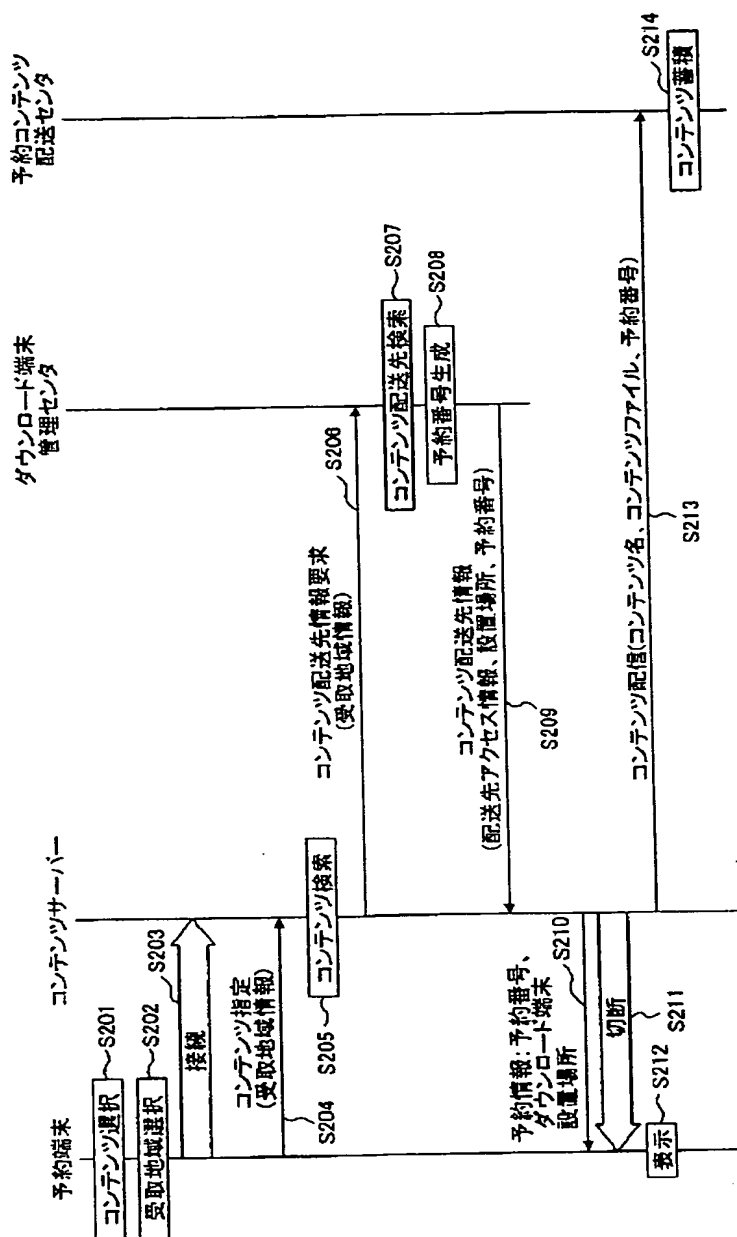 予約端末
コンテンツサーバー
ダウンロード端末
管理センタ
予約コンテンツ
配送センタ
コンテンツ選択
S201
受取地域選択
S202
接続
S203
コンテンツ指定
(受取地域情報)
S204
コンテンツ検索
S205
コンテンツ配送先情報要求
(受取地域情報)
S206
コンテンツ配送先検索
S207
予約番号生成
S208
コンテンツ配送先情報
(配送先アクセス情報、設置場所、予約番号)
S209
予約情報:予約番号、
ダウンロード端末
設置場所
S210
切断
S211
表示
S212
コンテンツ配信(コンテンツ名、コンテンツファイル、予約番号)
S213
コンテンツ蓄積
S214